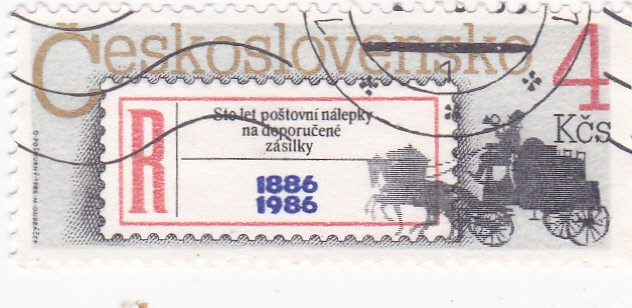 Československo
4
Kčs
R
Sto let poštovní nálepky
na doporučené
zásilky
1886
1986